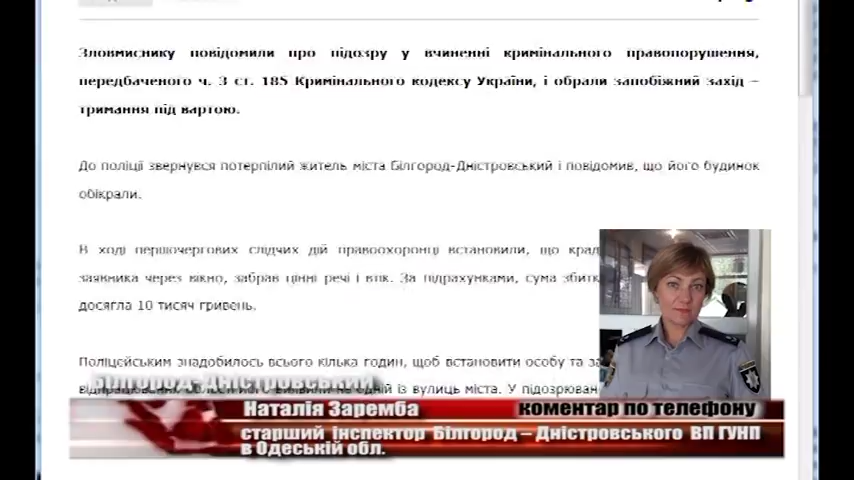 Зловмиснику повідомили про підозру у вчиненні кримінального правопорушення,
передбаченого ч. 3 ст. 185 Кримінального кодексу України, і обрали запобіжний захід –
тримання під вартою.
До поліції звернувся потерпілий житель міста Білгород-Дністровський і повідомив, що його будинок
обікрали.
В ході першочергових слідчих дій правоохоронці встановили, що
заявника через вікно, забрав цінні речі і втік. За підрахунками, сума
досягла 10 тисяч гривень.
Поліцейським знадобилось всього кілька годин, щоб встановити особу та
БІЛГОРОД-ДНІСТРОВСЬКИЙ
на одній із вулиць міста. У
Наталія Заремба коментар по телефону
старший інспектор Білгород – Дністровського ВП ГУНП
в Одеській обл.